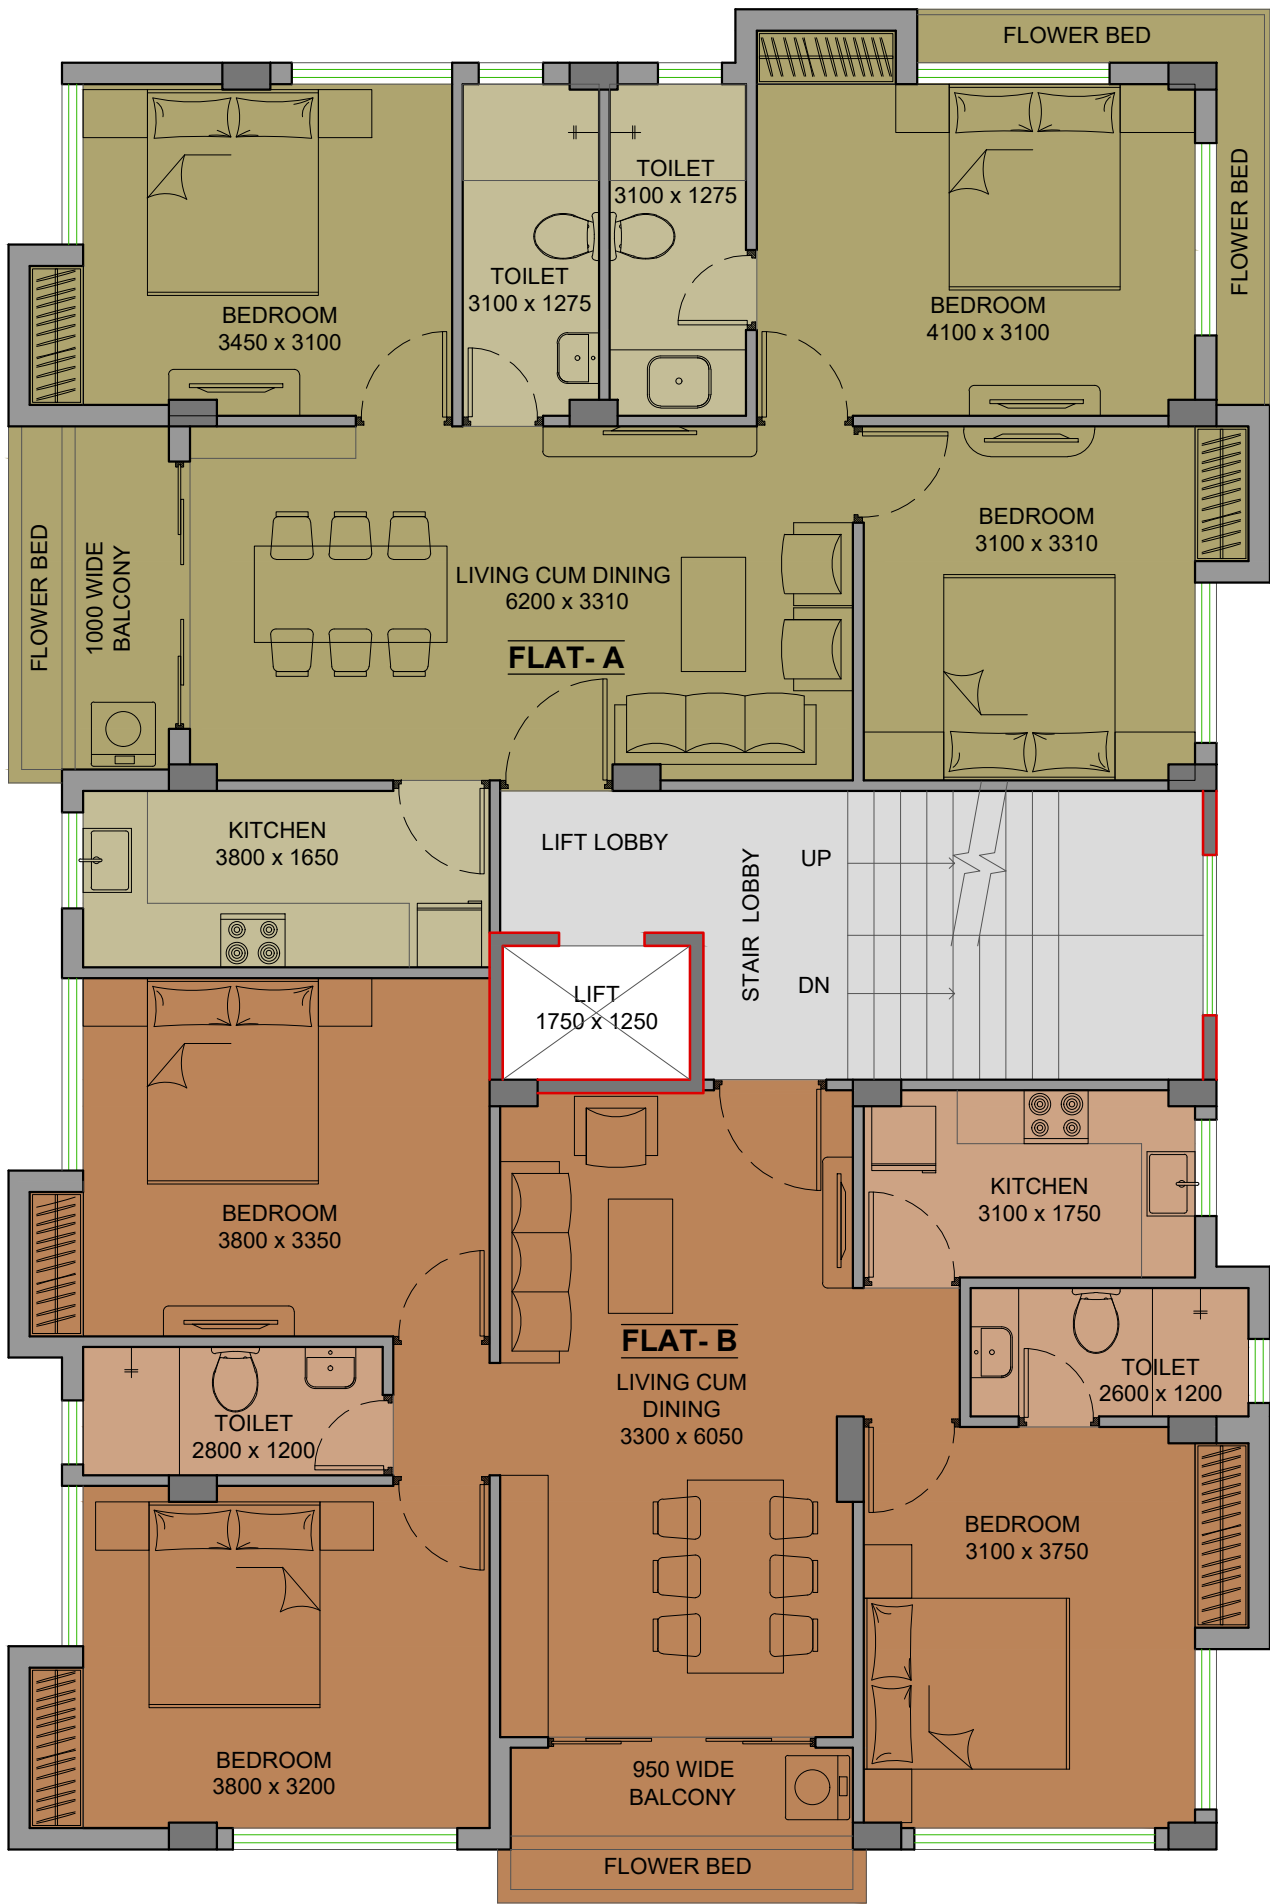 FLOWER BED
FLOWER BED
TOILET
3100 x 1275
TOILET
3100 x 1275
BEDROOM
3450 x 3100
BEDROOM
4100 x 3100
FLOWER BED
1000 WIDE
BALCONY
LIVING CUM DINING
6200 x 3310
FLAT- A
BEDROOM
3100 x 3310
KITCHEN
3800 x 1650
LIFT LOBBY
STAIR LOBBY
UP
DN
LIFT
1750 x 1250
BEDROOM
3800 x 3350
KITCHEN
3100 x 1750
FLAT- B
LIVING CUM
DINING
3300 x 6050
TOILET
2600 x 1200
TOILET
2800 x 1200
BEDROOM
3100 x 3750
BEDROOM
3800 x 3200
950 WIDE
BALCONY
FLOWER BED